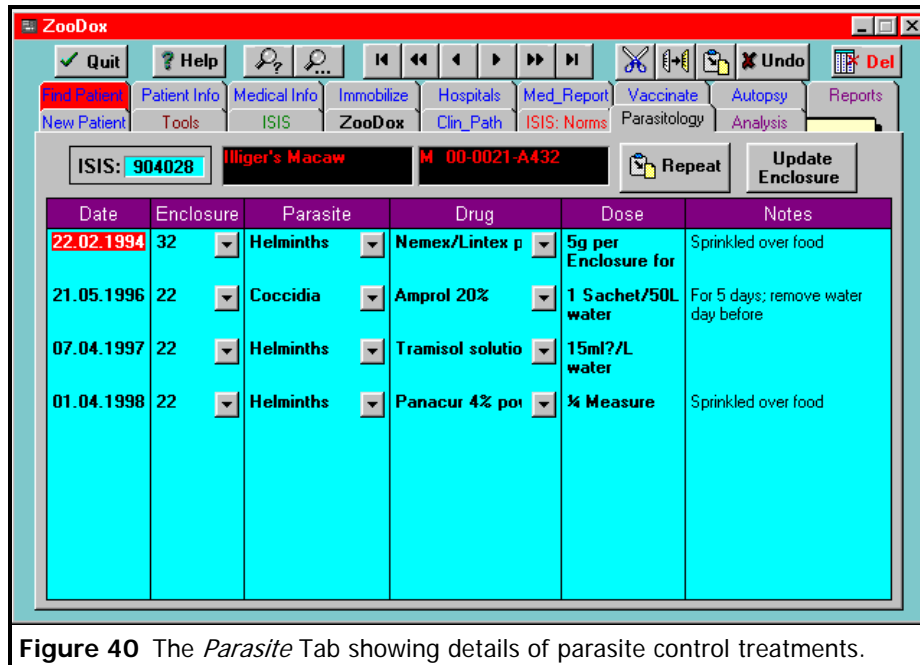 ZooDox
Quit Help Undo Del
Find Patient Patient Info Medical Info Immobilize Hospitals Med_Report Vaccinate Autopsy Reports
New Patient Tools ISIS ZooDox Clin_Path ISIS: Norms Parasitology Analysis
ISIS: 904028 Illiger's Macaw M 00-0021-A432 Repeat Update
Enclosure
Date Enclosure Parasite Drug Dose Notes
22.02.1994 32 Helminths Nemex/Lintex p 5g per Sprinkled over food
Enclosure for
21.05.1996 22 Coccidia Amprol 20% 1 Sachet/50L For 5 days; remove water
water day before
07.04.1997 22 Helminths Tramisol solutio 15ml?/L
water
01.04.1998 22 Helminths Panacur 4% pow ¼ Measure Sprinkled over food
Figure 40 The Parasite Tab showing details of parasite control treatments.